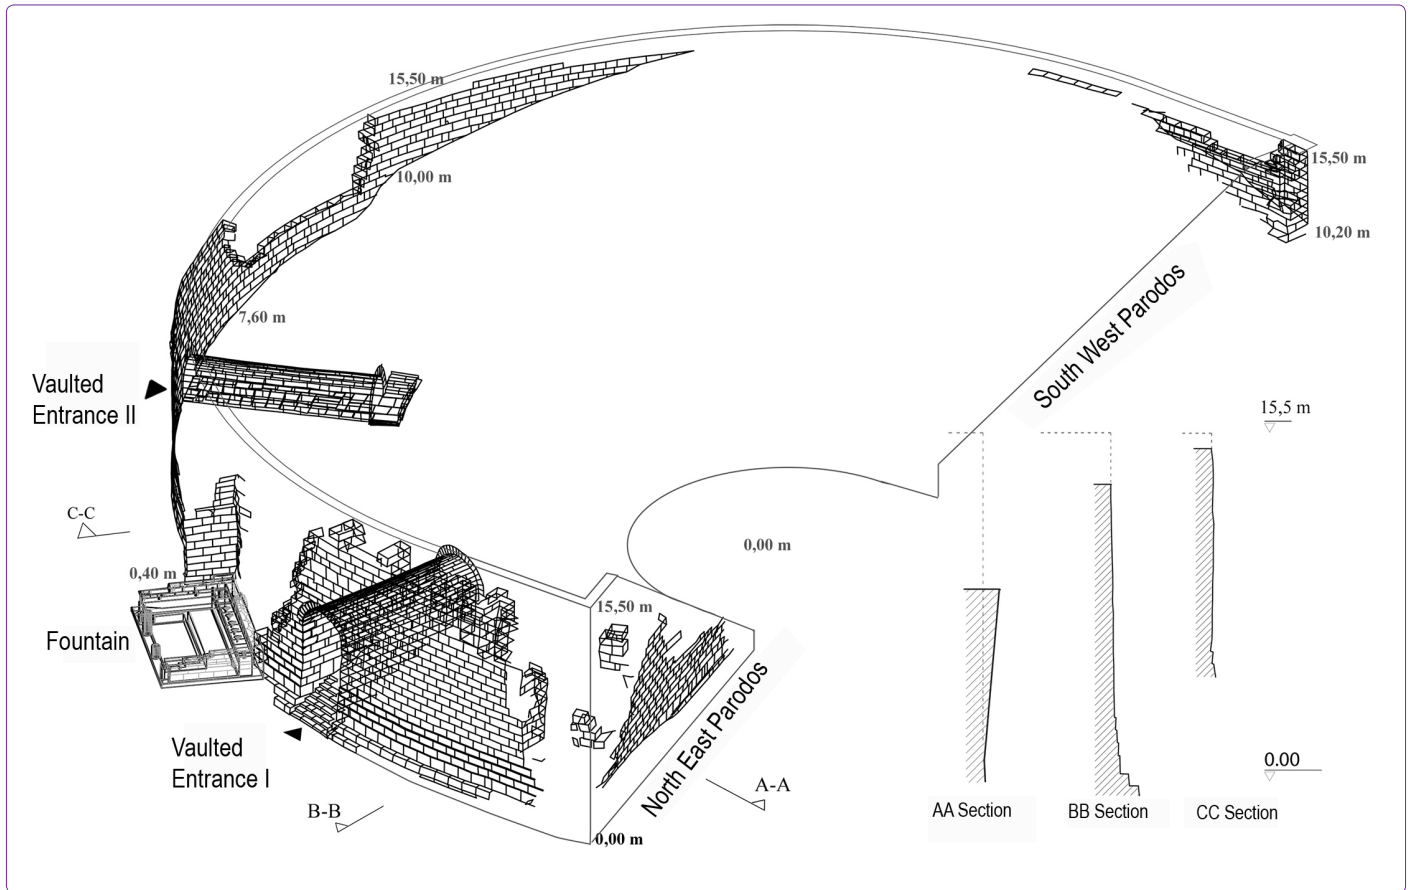 15,50 m
15,50 m
10,00 m
10,20 m
7,60 m
South West Parodos
Vaulted
Entrance II
15,5 m
C-C
0,00 m
0,40 m
15,50 m
Fountain
North East Parodos
Vaulted
Entrance I
0.00
A-A
B-B
0,00 m
AA Section
BB Section
CC Section